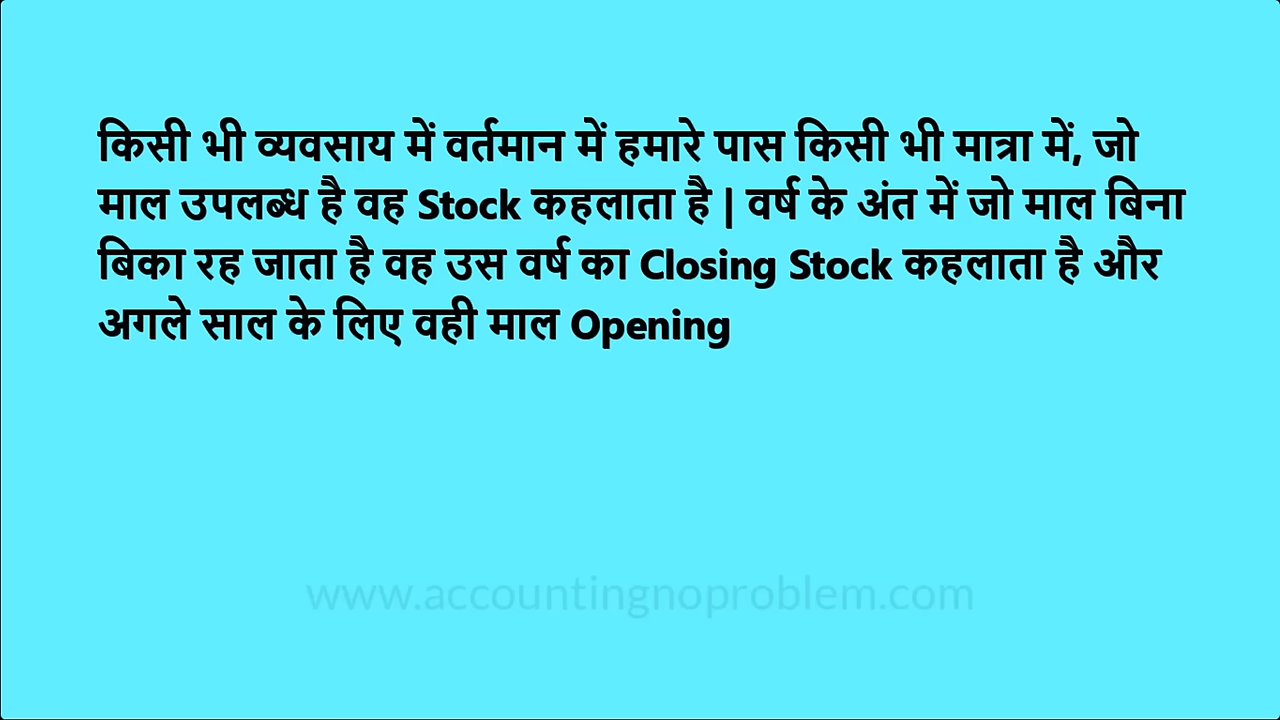 किसी भी व्यवसाय में वर्तमान में हमारे पास किसी भी मात्रा में, जो
माल उपलब्ध है वह Stock कहलाता है | वर्ष के अंत में जो माल बिना
बिका रह जाता है वह उस वर्ष का Closing Stock कहलाता है और
अगले साल के लिए वही माल Opening
www.accountingnoproblem.com